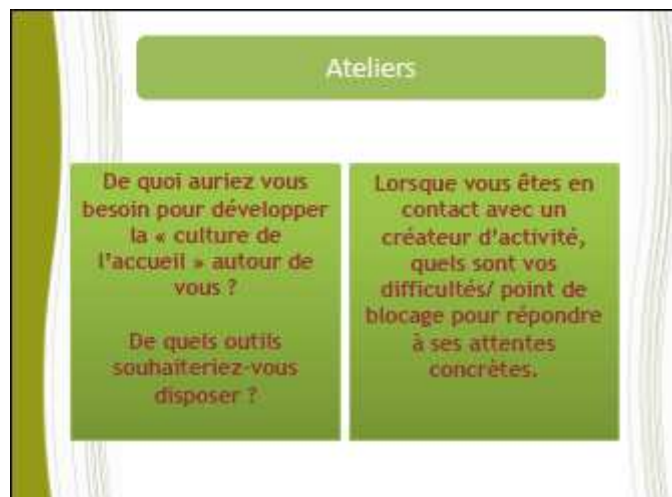 Ateliers
De quoi auriez vous
besoin pour développer
la « culture de
l'accueil » autour de
vous ?
De quels outils
souhaiteriez-vous
disposer ?
Lorsque vous êtes en
contact avec un
créateur d'activité,
quels sont vos
difficultés/ point de
blocage pour répondre
à ses attentes
concrètes.